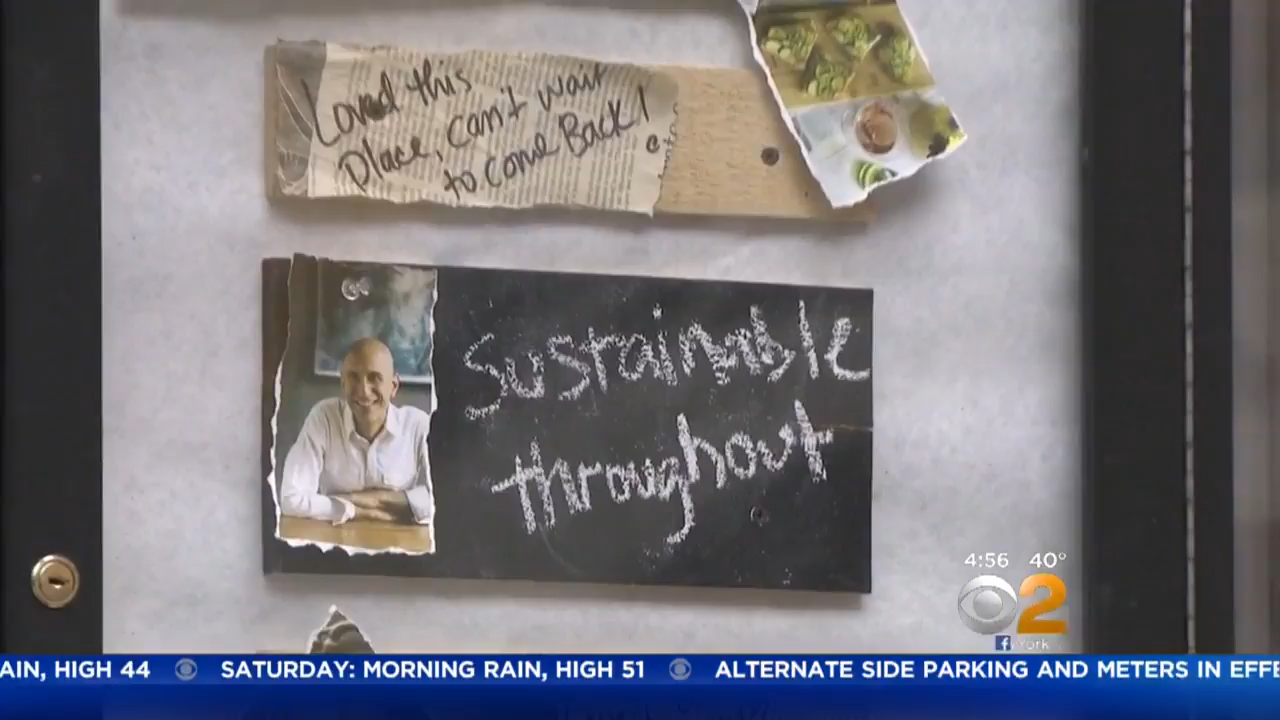 Loved this
place, can't wait
to come Back!
Sustainable
throughout
4:56 40°
2
York
AIN, HIGH 44 SATURDAY: MORNING RAIN, HIGH 51 ALTERNATE SIDE PARKING AND METERS IN EFFE